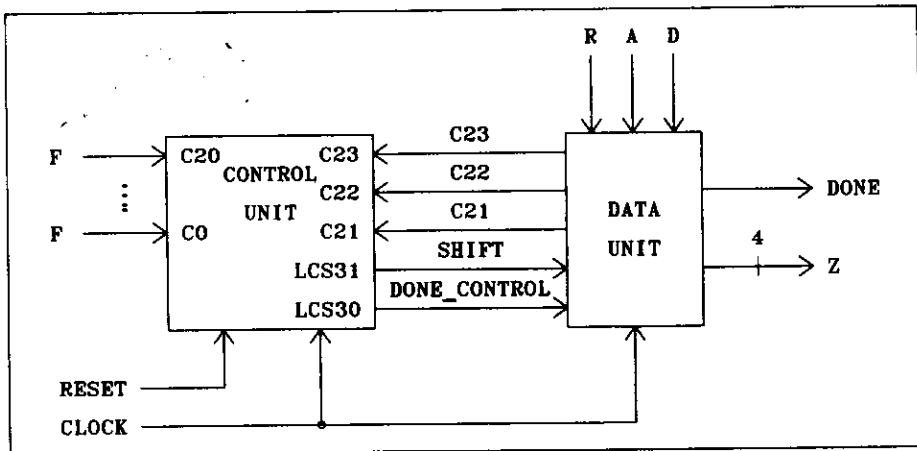 R A D
C23
F C20 C23
CONTROL
C22
C22 DONE
UNIT
DATA
C21
F C0 C21
UNIT
4
SHIFT
LCS31 Z
DONE_CONTROL
LCS30
RESET
CLOCK